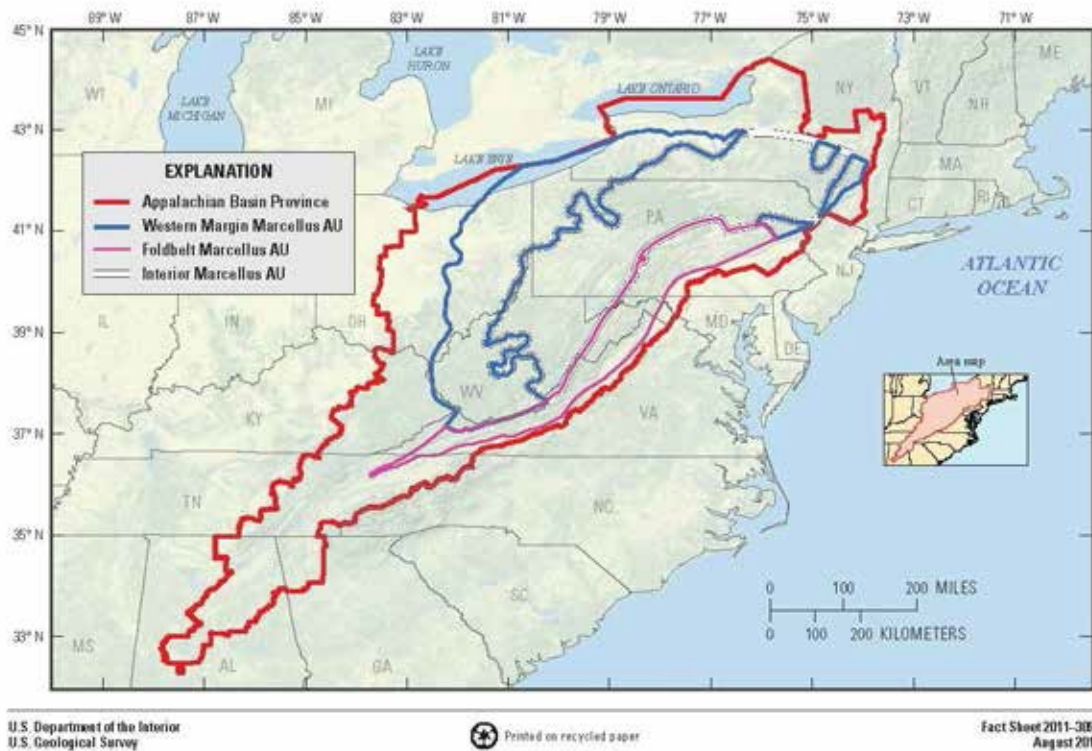 89° W 87° W 85° W 83° W 81° W 79° W 77° W 75° W 73° W 71° W
45° N
43° N
41° N
39° N
37° N
35° N
33° N
WI
LAKE
MICHIGAN
MI
LAKE
HURON
LAKE ONTARIO
LAKE ERIE
NY
VT
NH
ME
MA
CT
RI
PA
NJ
MD
DE
OH
IN
IL
KY
WV
VA
TN
NC
SC
MS
AL
GA
ATLANTIC
OCEAN
EXPLANATION
Appalachian Basin Province
Western Margin Marcellus AU
Foldbelt Marcellus AU
Interior Marcellus AU
Area map
0 100 200 MILES
0 100 200 KILOMETERS
U.S. Department of the Interior
U.S. Geological Survey
Printed on recycled paper
Fact Sheet 2011–
August